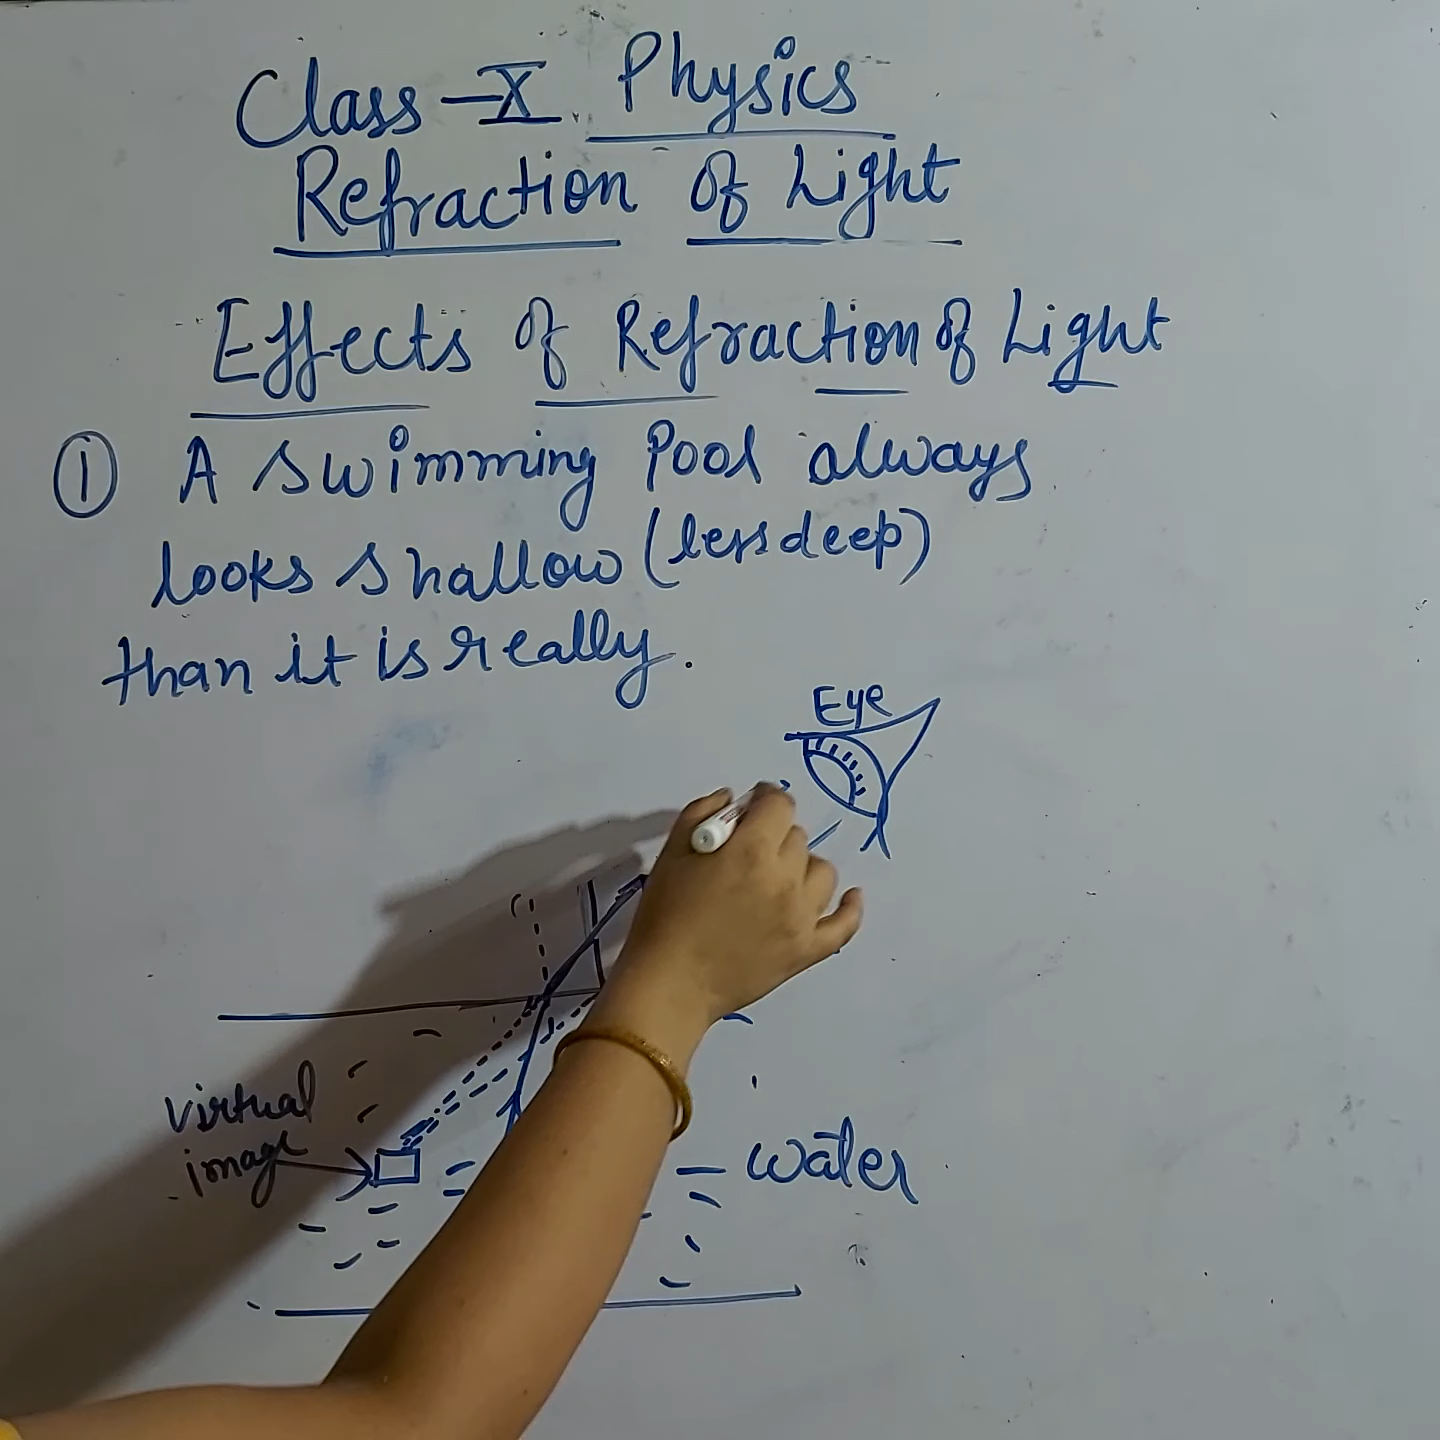 Class-X Physics
Refraction of Light
Effects of Refraction of Light
① A swimming Pool always
looks shallow (less deep)
than it is really.
Eye
virtual
image
water